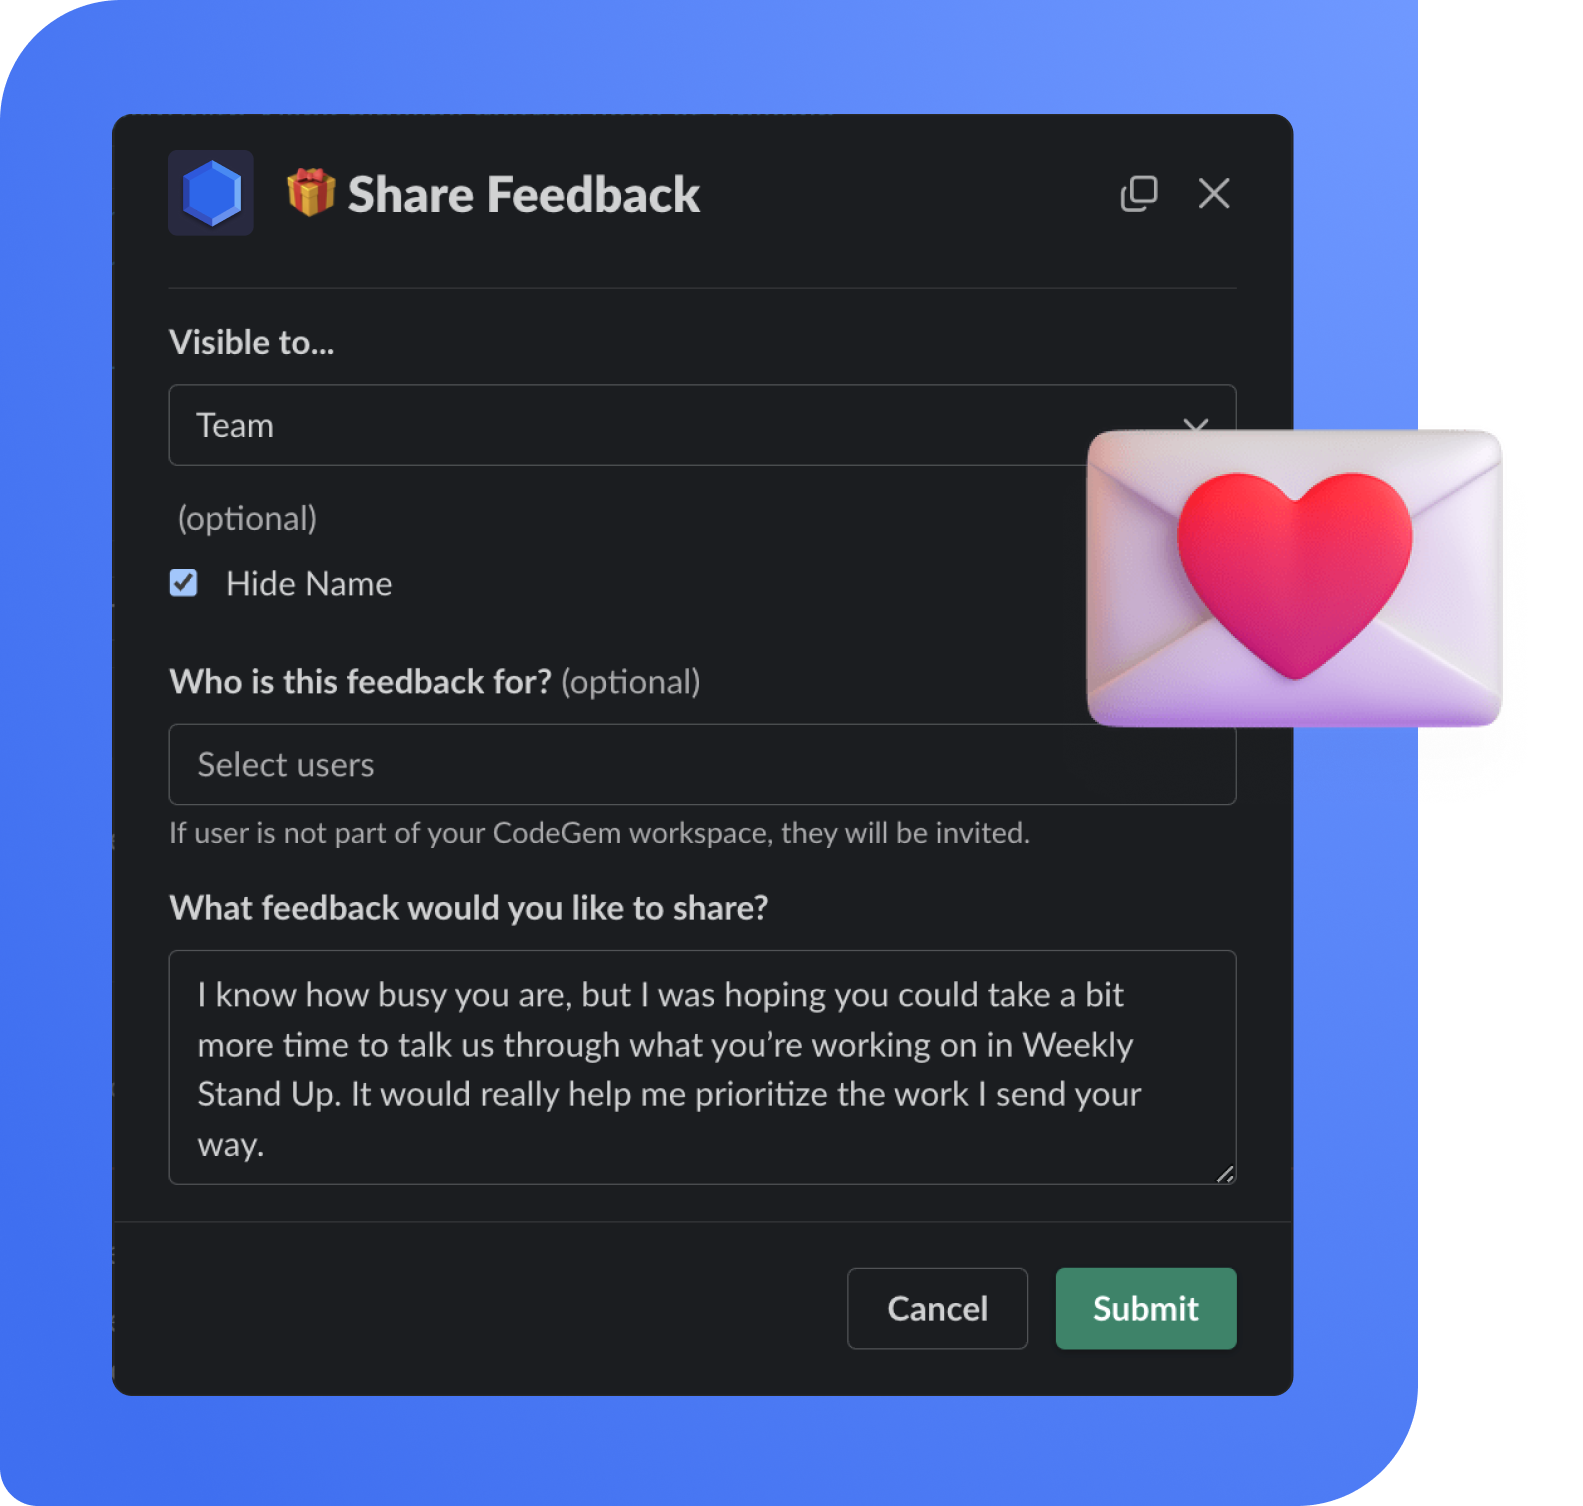 Share Feedback
Visible to...
Team
(optional)
Hide Name
Who is this feedback for? (optional)
Select users
If user is not part of your CodeGem workspace, they will be invited.
What feedback would you like to share?
I know how busy you are, but I was hoping you could take a bit
more time to talk us through what you’re working on in Weekly
Stand Up. It would really help me prioritize the work I send your
way.
Cancel
Submit